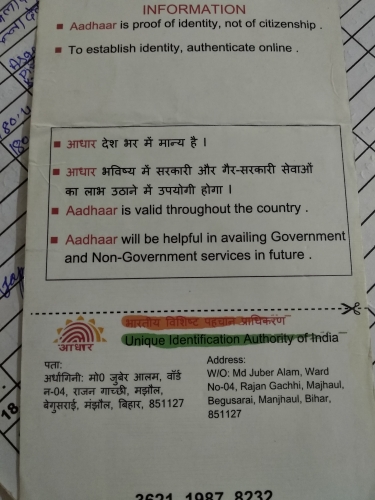 INFORMATION
Aadhaar is proof of identity, not of citizenship .
To establish identity, authenticate online .
आधार देश भर में मान्य है ।
आधार भविष्य में सरकारी और गैर-सरकारी सेवाओं
का लाभ उठाने में उपयोगी होगा ।
Aadhaar is valid throughout the country .
Aadhaar will be helpful in availing Government
and Non-Government services in future .
भारतीय विशिष्ट पहचान प्राधिकरण
Unique Identification Authority of India
आधार
पता:
अर्धांगिनी: मो0 जुबेर आलम, वॉर्ड
न-04, राजन गाच्छी, मझौल,
बेगुसराई, मंझौल, बिहार, 851127
Address:
W/O: Md Juber Alam, Ward
No-04, Rajan Gachhi, Majhaul,
Begusarai, Manjhaul, Bihar,
851127
18
3621 1987 8232